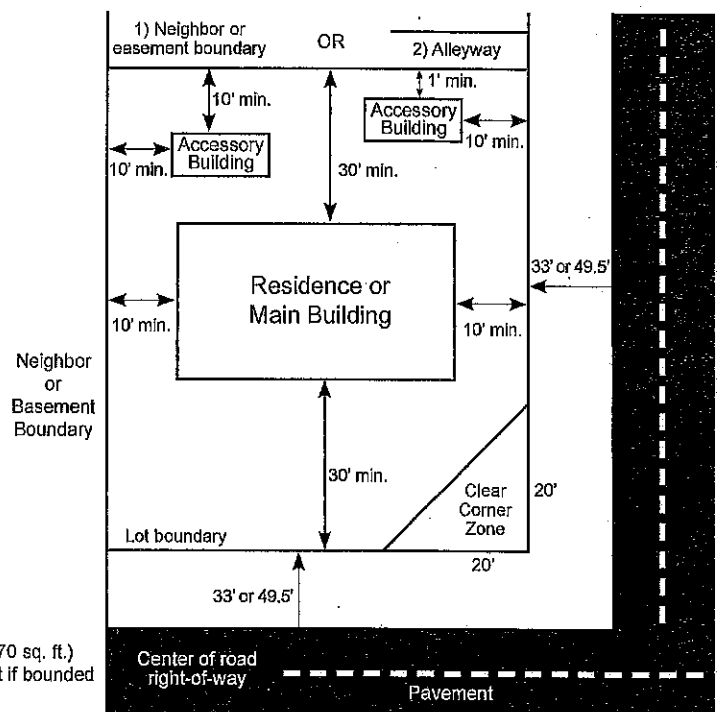 1) Neighbor or
easement boundary
OR
2) Alleyway
10' min.
1' min.
Accessory
Building
10' min.
Accessory
Building
10' min.
30' min.
Residence or
Main Building
33' or 49.5'
10' min.
10' min.
Neighbor
or
Basement
Boundary
30' min.
Clear
Corner
Zone
20'
Lot boundary
20'
33' or 49.5'
70 sq. ft.)
t if bounded
Center of road
right-of-way
Pavement